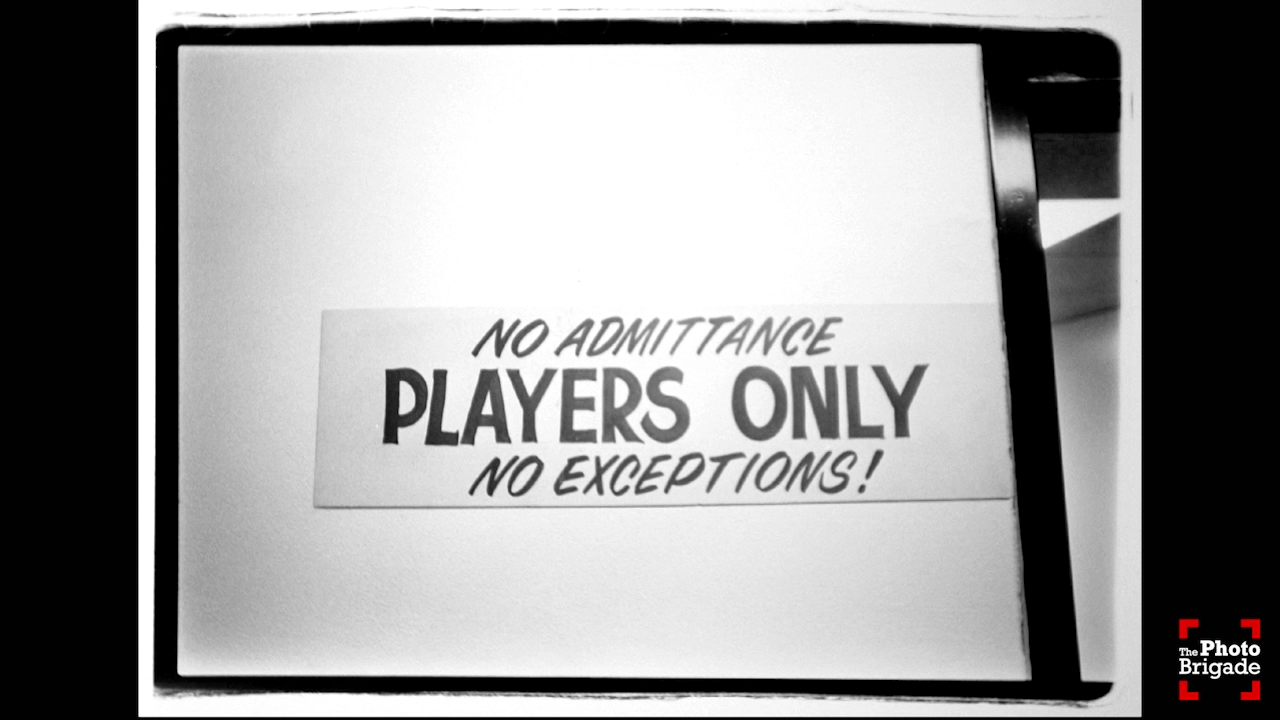 NO ADMITTANCE
PLAYERS ONLY
NO EXCEPTIONS!
The Photo
Brigade